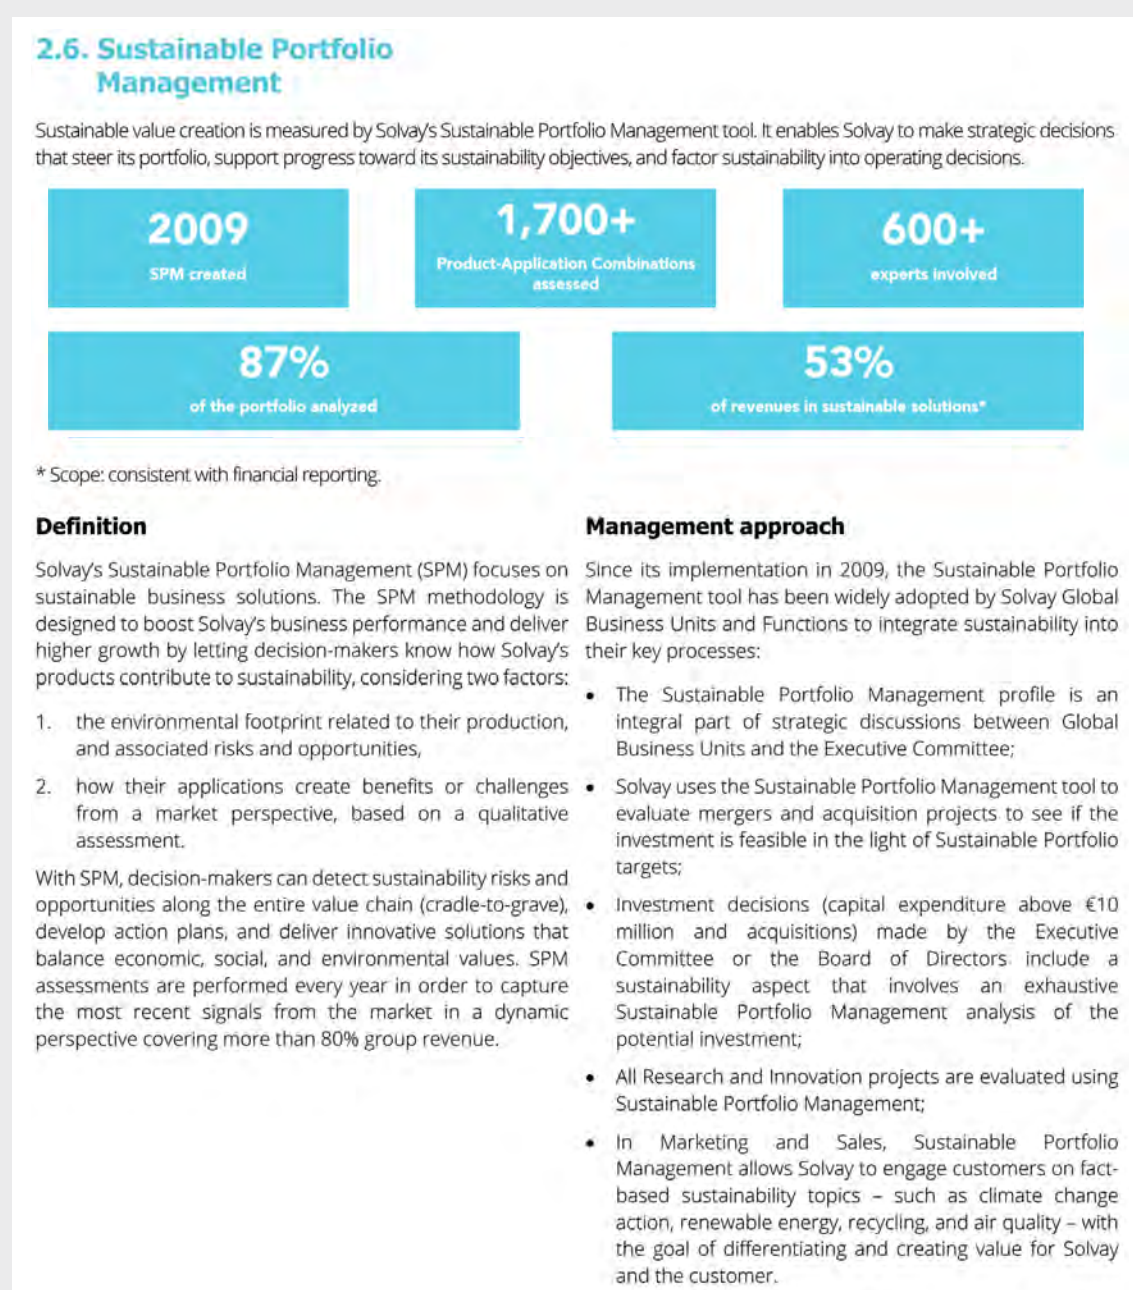 2.6. Sustainable Portfolio
Management
Sustainable value creation is measured by Solvay's Sustainable Portfolio Management tool. It enables Solvay to make strategic decisions
that steer its portfolio, support progress toward its sustainability objectives, and factor sustainability into operating decisions.
2009
SPM created
1,700+
Product-Application Combinations
assessed
600+
experts involved
87%
of the portfolio analyzed
53%
of revenues in sustainable solutions*
* Scope: consistent with financial reporting.
Definition
Solvay's Sustainable Portfolio Management (SPM) focuses on
sustainable business solutions. The SPM methodology is
designed to boost Solvay's business performance and deliver
higher growth by letting decision-makers know how Solvay's
products contribute to sustainability, considering two factors:
1. the environmental footprint related to their production,
and associated risks and opportunities,
2. how their applications create benefits or challenges
from a market perspective, based on a qualitative
assessment.
With SPM, decision-makers can detect sustainability risks and
opportunities along the entire value chain (cradle-to-grave),
develop action plans, and deliver innovative solutions that
balance economic, social, and environmental values. SPM
assessments are performed every year in order to capture
the most recent signals from the market in a dynamic
perspective covering more than 80% group revenue.
Management approach
Since its implementation in 2009, the Sustainable Portfolio
Management tool has been widely adopted by Solvay Global
Business Units and Functions to integrate sustainability into
their key processes:
• The Sustainable Portfolio Management profile is an
integral part of strategic discussions between Global
Business Units and the Executive Committee;
• Solvay uses the Sustainable Portfolio Management tool to
evaluate mergers and acquisition projects to see if the
investment is feasible in the light of Sustainable Portfolio
targets;
• Investment decisions (capital expenditure above €10
million and acquisitions) made by the Executive
Committee or the Board of Directors include a
sustainability aspect that involves an exhaustive
Sustainable Portfolio Management analysis of the
potential investment;
• All Research and Innovation projects are evaluated using
Sustainable Portfolio Management;
• In Marketing and Sales, Sustainable Portfolio
Management allows Solvay to engage customers on fact-
based sustainability topics – such as climate change
action, renewable energy, recycling, and air quality – with
the goal of differentiating and creating value for Solvay
and the customer.